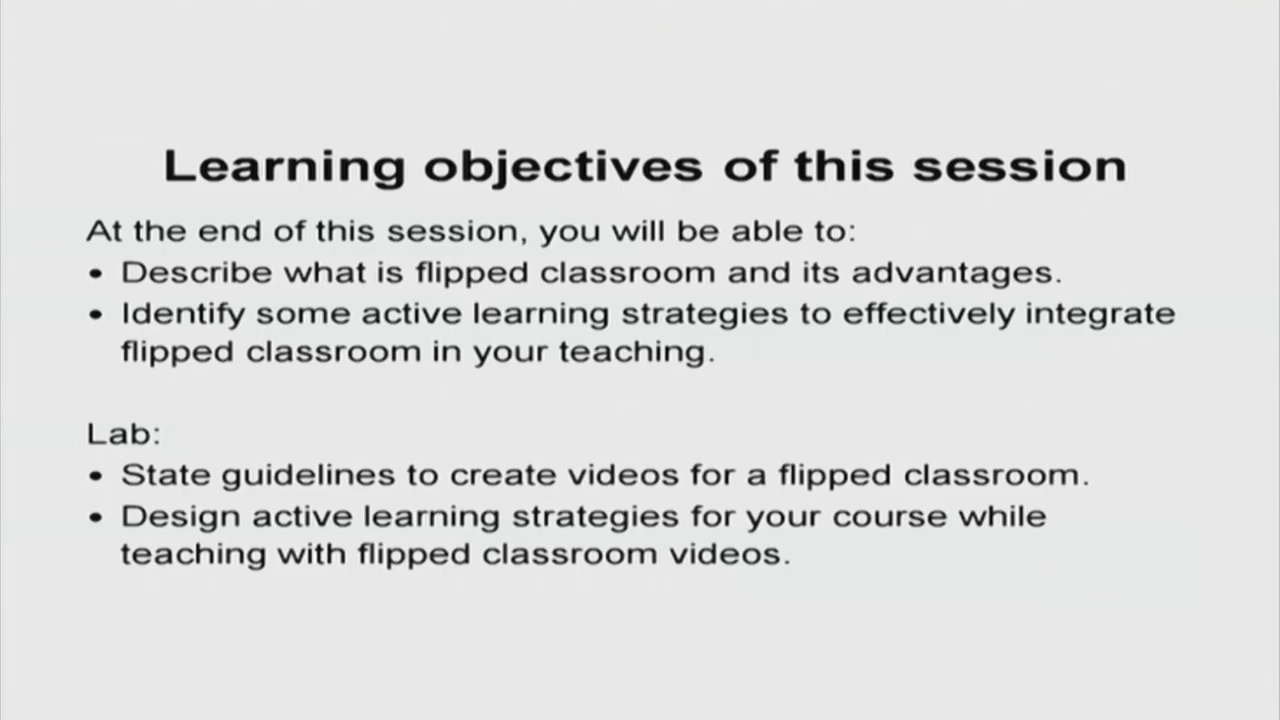 Learning objectives of this session
At the end of this session, you will be able to:
• Describe what is flipped classroom and its advantages.
• Identify some active learning strategies to effectively integrate
flipped classroom in your teaching.
Lab:
• State guidelines to create videos for a flipped classroom.
• Design active learning strategies for your course while
teaching with flipped classroom videos.